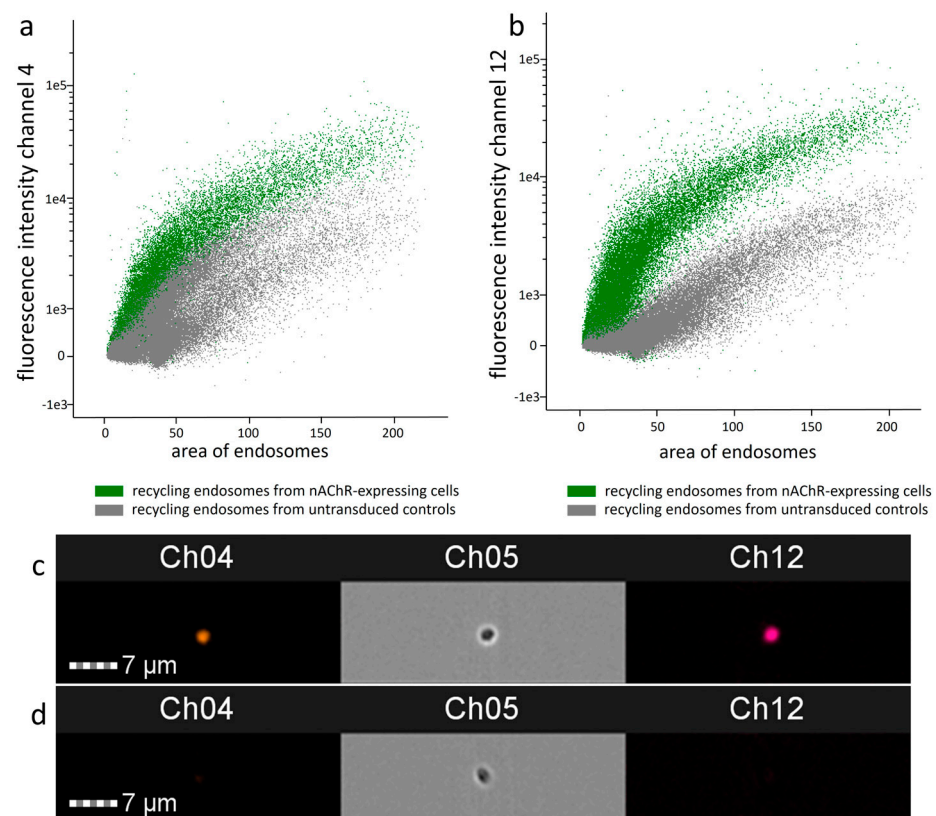 a
fluorescence intensity channel 4
1e5
1e4
1e3
0
-1e3
0 50 100 150 200
area of endosomes
recycling endosomes from nAChR-expressing cells
recycling endosomes from untransduced controls
b
fluorescence intensity channel 12
1e5
1e4
1e3
0
-1e3
0 50 100 150 200
area of endosomes
recycling endosomes from nAChR-expressing cells
recycling endosomes from untransduced controls
c
Ch04 Ch05 Ch12
7 µm
d
Ch04 Ch05 Ch12
7 µm